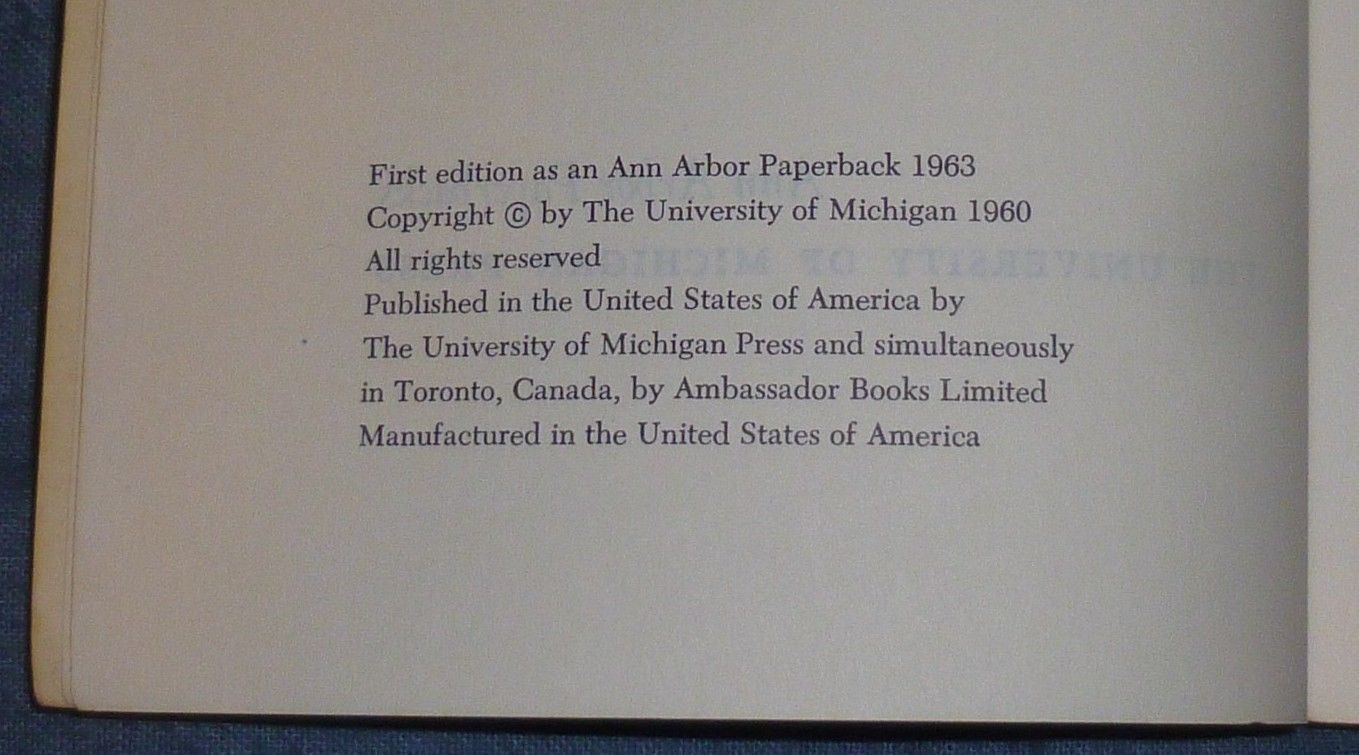 First edition as an Ann Arbor Paperback 1963
Copyright © by The University of Michigan 1960
All rights reserved
Published in the United States of America by
The University of Michigan Press and simultaneously
in Toronto, Canada, by Ambassador Books Limited
Manufactured in the United States of America